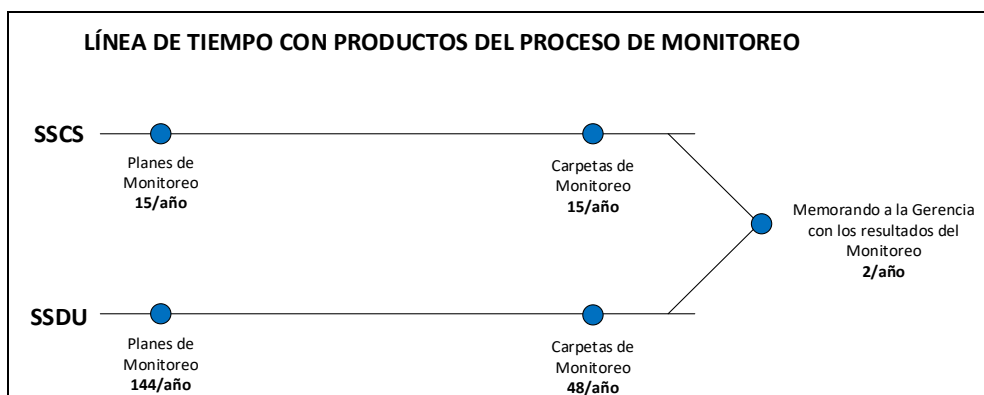 LÍNEA DE TIEMPO CON PRODUCTOS DEL PROCESO DE MONITOREO
SSCS
Planes de
Monitoreo
15/año
Carpetas de
Monitoreo
15/año
Memorando a la Gerencia
con los resultados del
Monitoreo
2/año
SSDU
Planes de
Monitoreo
144/año
Carpetas de
Monitoreo
48/año